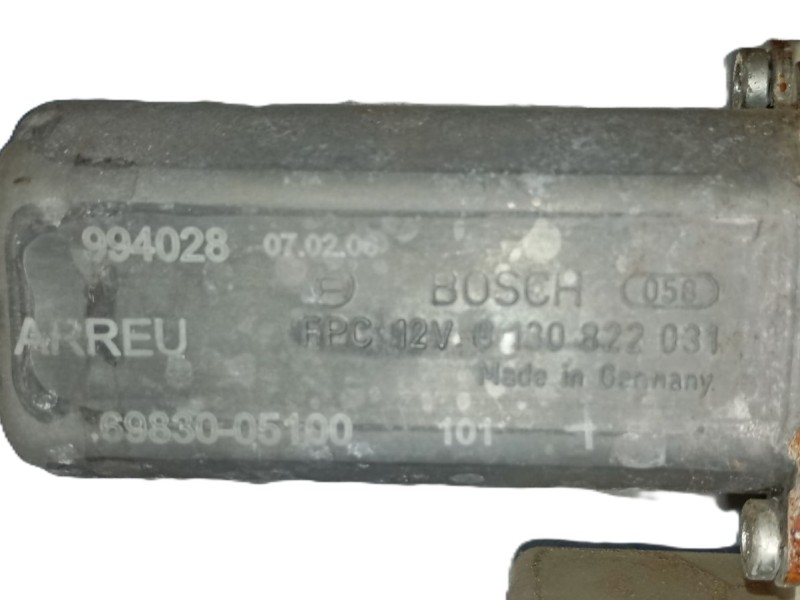 994028 07.02.06
BOSCH 058
ARREU
FPC 12V. 0 130 822 031
Made in Germany
.69830-05100 101 1